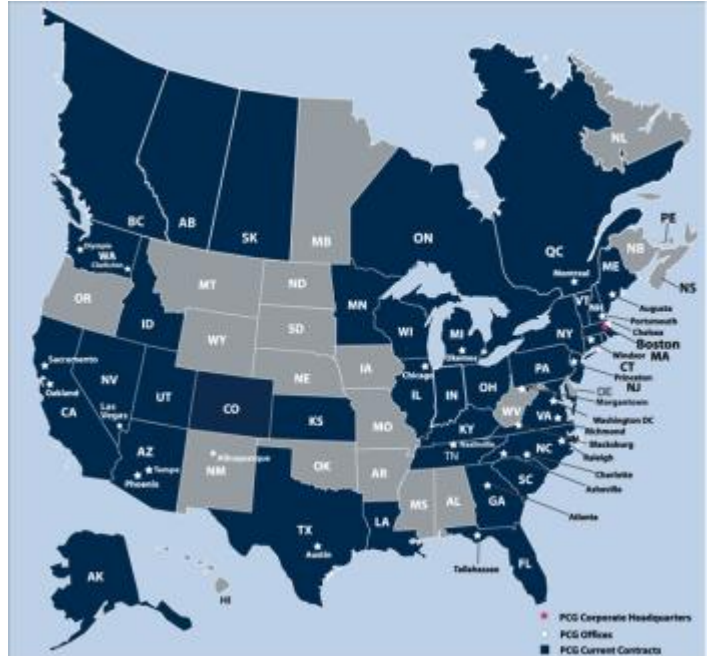 NL
BC
AB
SK
MB
ON
QC
PE
NB
NS
Olympia
WA
Montreal
ME
MT
ND
MN
VT
NH
Augusta
OR
ID
SD
WI
MI
Portsmouth
Chelsea
WY
NY
Boston
MA
Sacramento
IA
Chicago
Windsor
CT
NE
PA
Princeton
NJ
NV
Oakland
UT
IL
IN
OH
DE
Morgantown
CA
Las
Vegas
CO
KS
MO
WV
VA
Washington DC
KY
Richmond
Blacksburg
AZ
Albuquerque
Nashville
TN
NC
Raleigh
Tempe
NM
OK
AR
Charlotte
Phoenix
SC
Asheville
MS
AL
GA
Atlanta
TX
LA
Austin
Tallahassee
FL
AK
HI
PCG Corporate Headquarters
PCG Offices
PCG Current Contracts